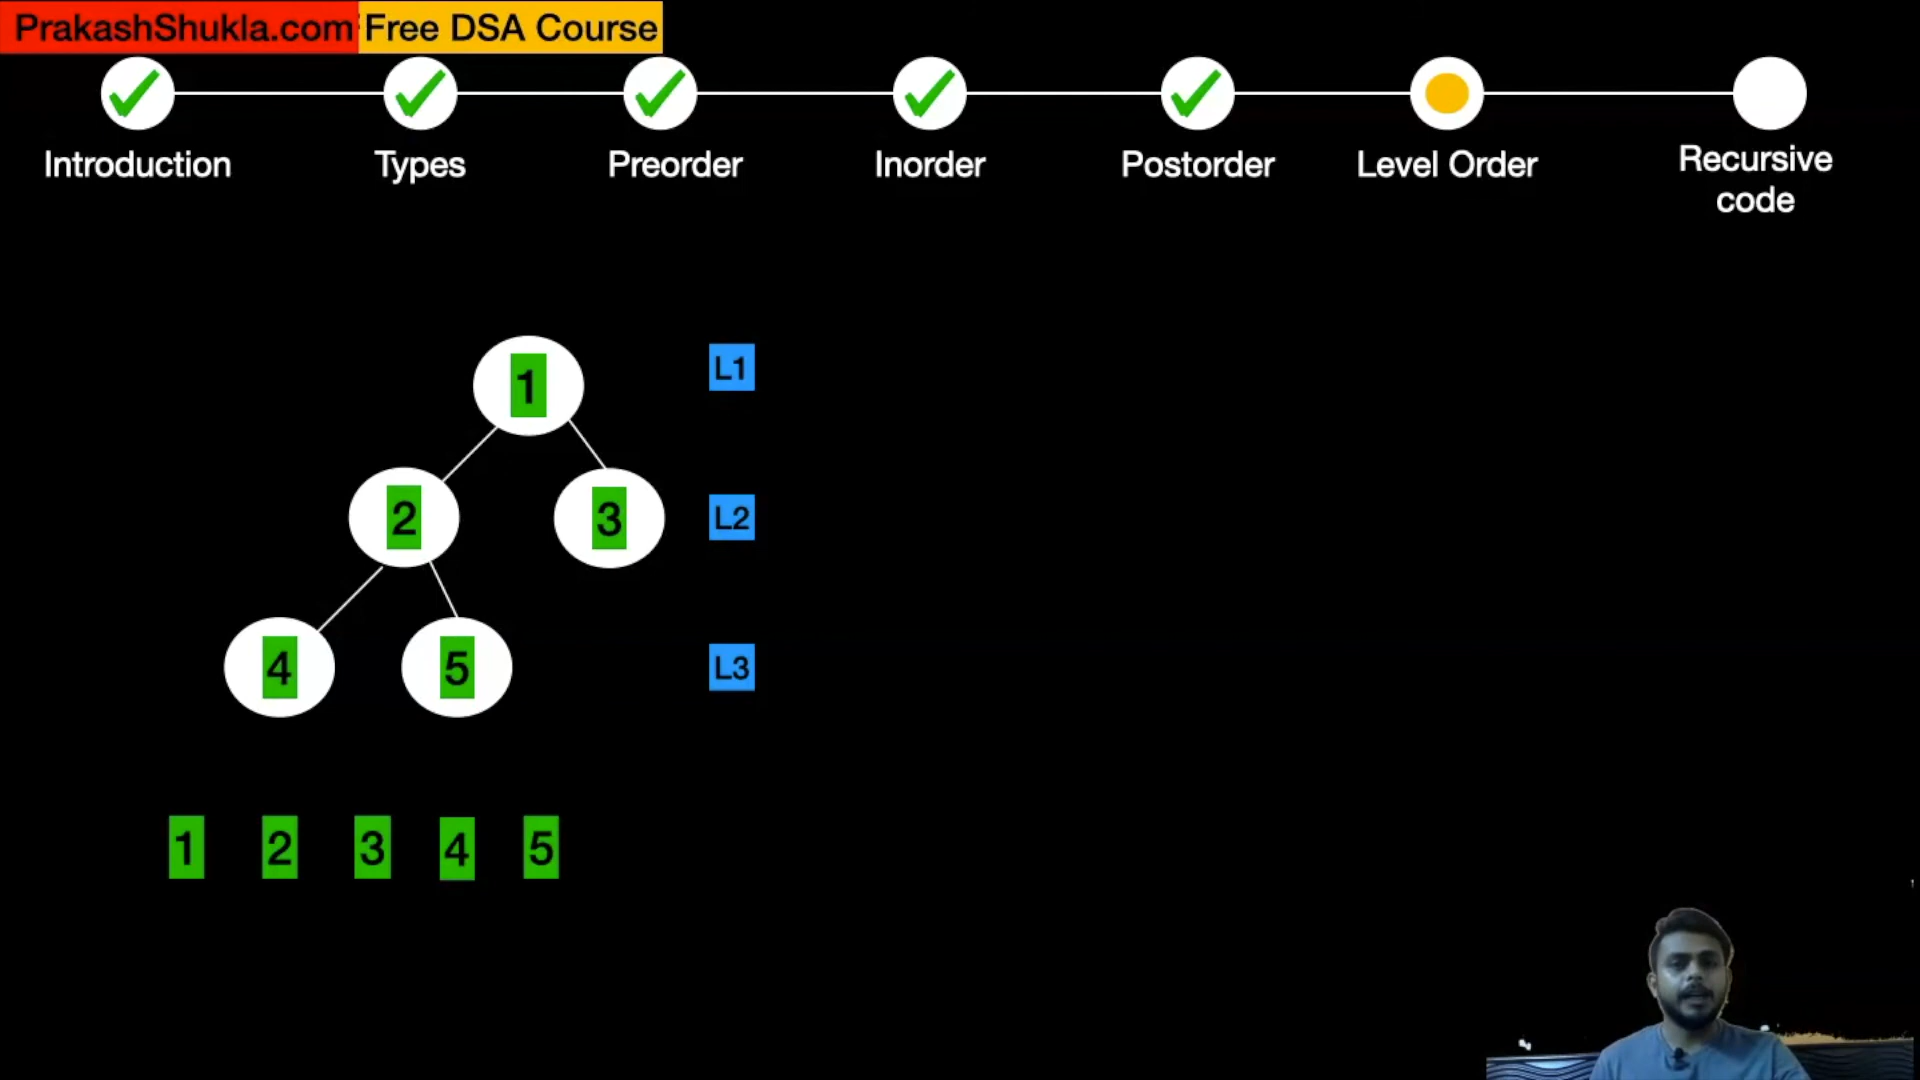 PrakashShukla.com Free DSA Course
Introduction Types Preorder Inorder Postorder Level Order Recursive code
1 L1
2 3 L2
4 5 L3
1 2 3 4 5